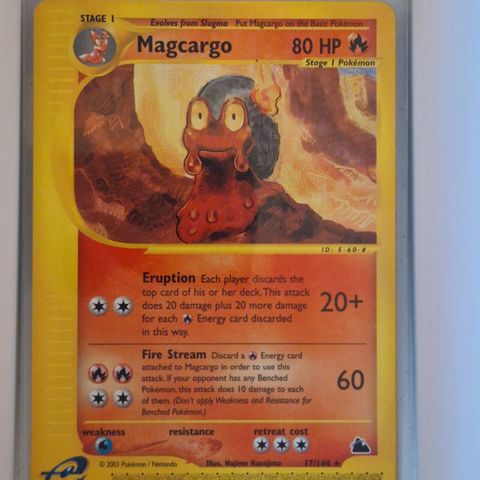 STAGE 1
Evolves from Slugma Put Magcargo on the Basic Pokémon
Magcargo 80 HP
Stage 1 Pokémon
ID: E-60-#
Eruption Each player discards the
top card of his or her deck. This attack
does 20 damage plus 20 more damage
for each Energy card discarded
in this way.
20+
Fire Stream Discard a Energy card
attached to Magcargo in order to use this
attack. If your opponent has any Benched
Pokémon, this attack does 10 damage to each
of them. (Don't apply Weakness and Resistance for
Benched Pokémon.)
60
weakness resistance retreat cost
© 2003 Pokémon / Nintendo Illus. Hajime Kusajima 17/144 ★
e